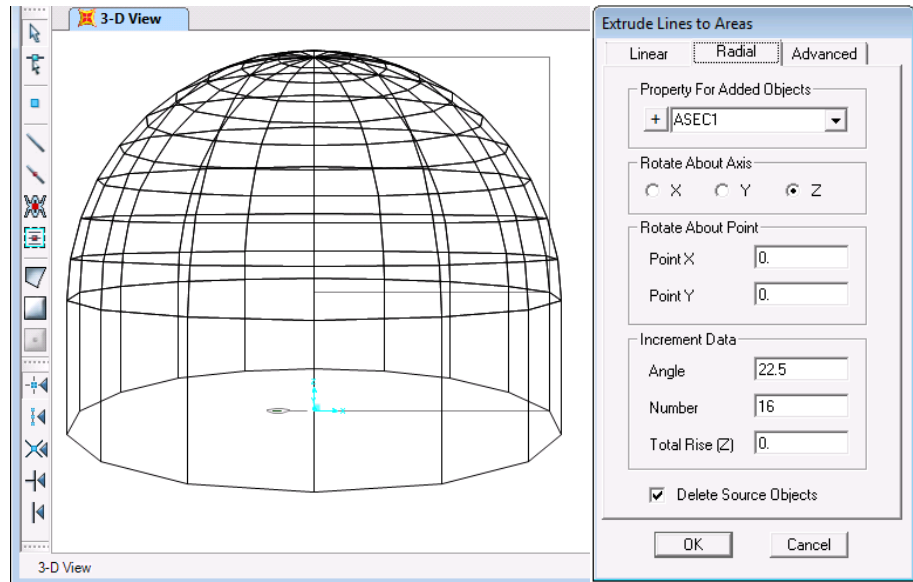 3-D View
3-D View
Extrude Lines to Areas
Linear Radial Advanced
Property For Added Objects
+ ASEC1
Rotate About Axis
X Y Z
Rotate About Point
Point X 0.
Point Y 0.
Increment Data
Angle 22.5
Number 16
Total Rise (Z) 0.
Delete Source Objects
OK Cancel